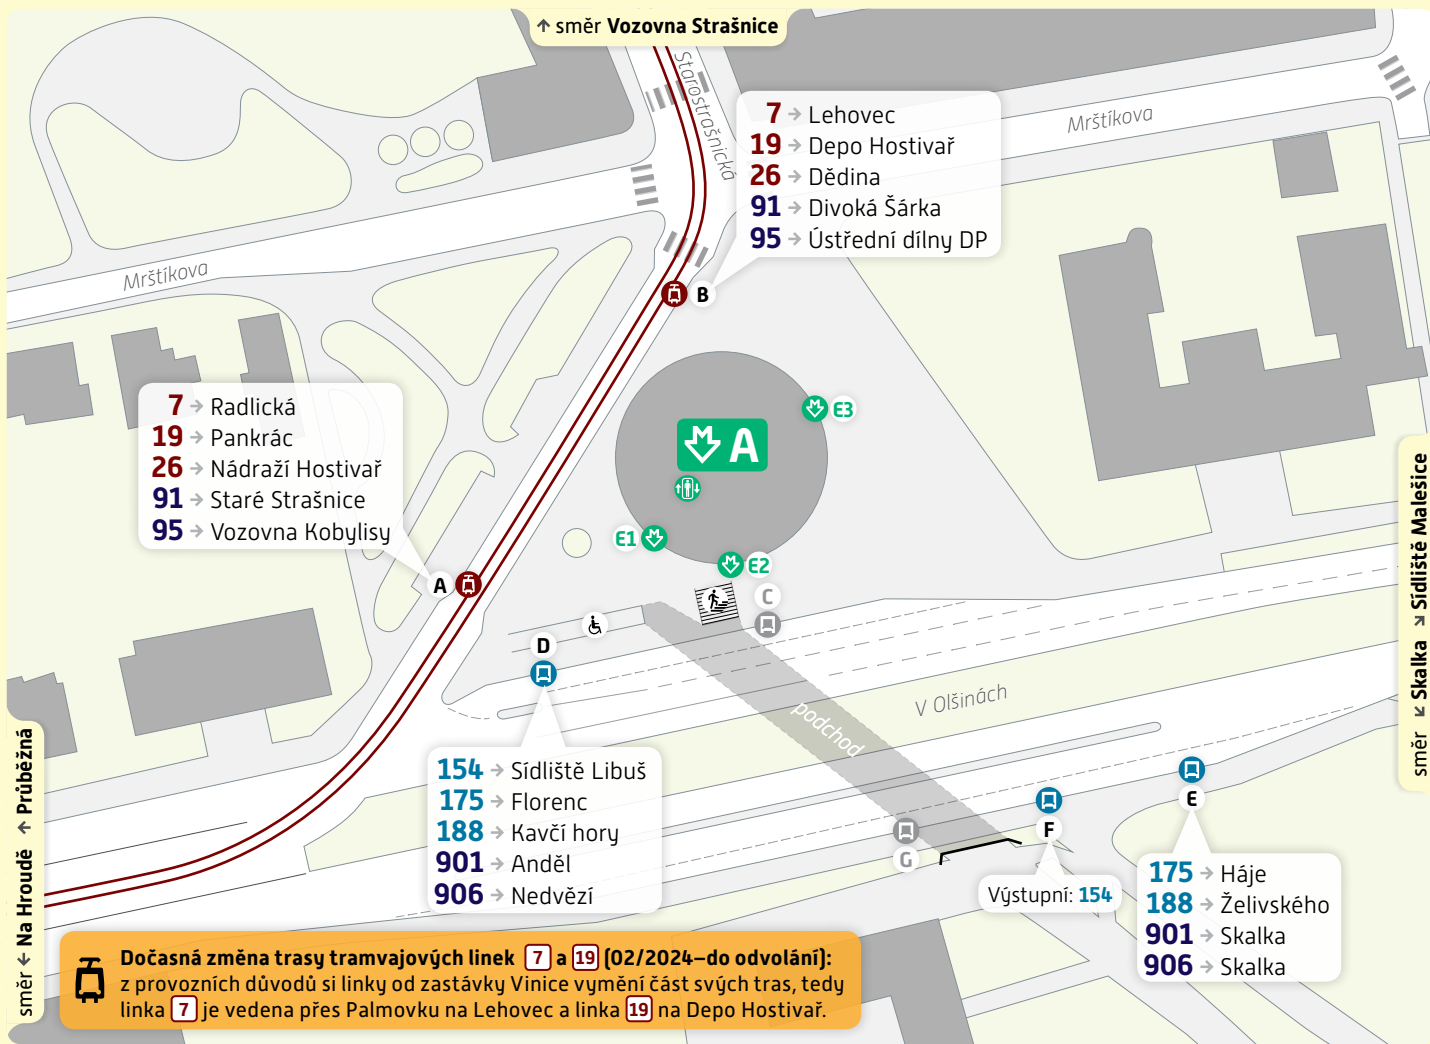 ↑ směr Vozovna Strašnice
Starostrašnická
Mrštíkova
7 → Lehovec
19 → Depo Hostivař
26 → Dědina
91 → Divoká Šárka
95 → Ústřední dílny DP
Mrštíkova
B
7 → Radlická
19 → Pankrác
26 → Nádraží Hostivař
91 → Staré Strašnice
95 → Vozovna Kobylisy
A
A
E3
E1
E2
C
D
podchod
V Olšinách
154 → Sídliště Libuš
175 → Florenc
188 → Kavčí hory
901 → Anděl
906 → Nedvězí
G
F
Výstupní: 154
E
175 → Háje
188 → Želivského
901 → Skalka
906 → Skalka
směr ↙ Skalka ↗ Sídliště Malešice
směr ← Na Hroudě ↑ Průběžná
Dočasná změna trasy tramvajových linek 7 a 19 (02/2024–do odvolání):
z provozních důvodů si linky od zastávky Vinice vymění část svých tras, tedy
linka 7 je vedena přes Palmovku na Lehovec a linka 19 na Depo Hostivař.